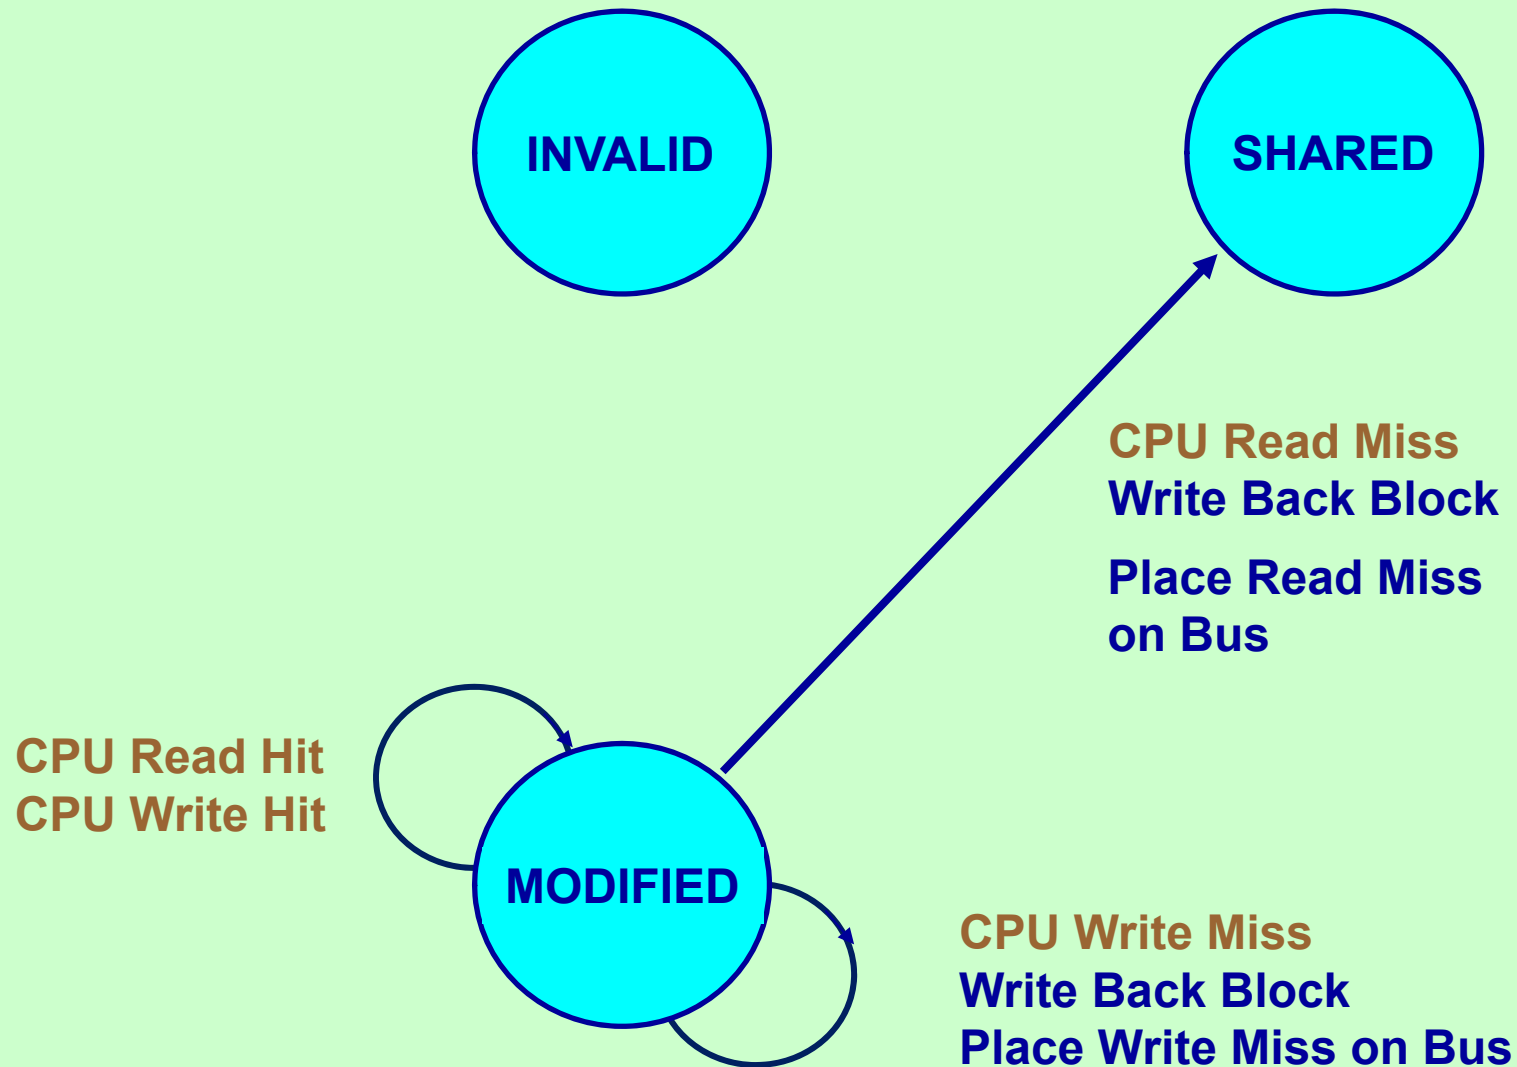 INVALID
SHARED
CPU Read Miss
Write Back Block
Place Read Miss
on Bus
CPU Read Hit
CPU Write Hit
MODIFIED
CPU Write Miss
Write Back Block
Place Write Miss on Bus